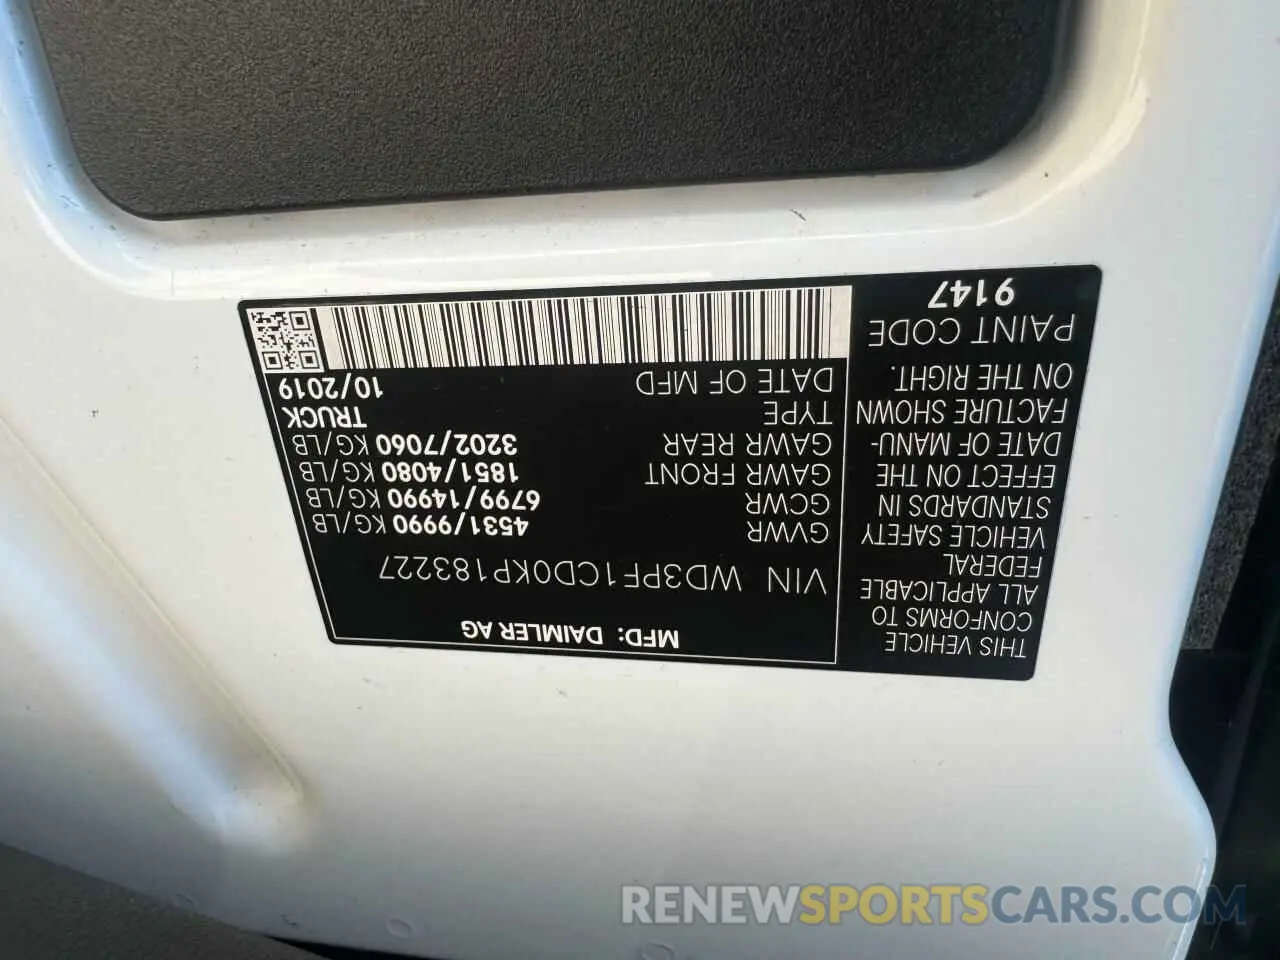 MFD: DAIMLER AG
VIN WD3PF1CD0KP183227
GVWR 4531/9990 KG/LB
GCWR 6799/14990 KG/LB
GAWR FRONT 1851/4080 KG/LB
GAWR REAR 3202/7060 KG/LB
TYPE TRUCK
DATE OF MFD 10/2019
THIS VEHICLE
CONFORMS TO
ALL APPLICABLE
FEDERAL
VEHICLE SAFETY
STANDARDS IN
EFFECT ON THE
DATE OF MANU-
FACTURE SHOWN
ON THE RIGHT.
PAINT CODE
9147
RENEWSPORTSCARS.COM